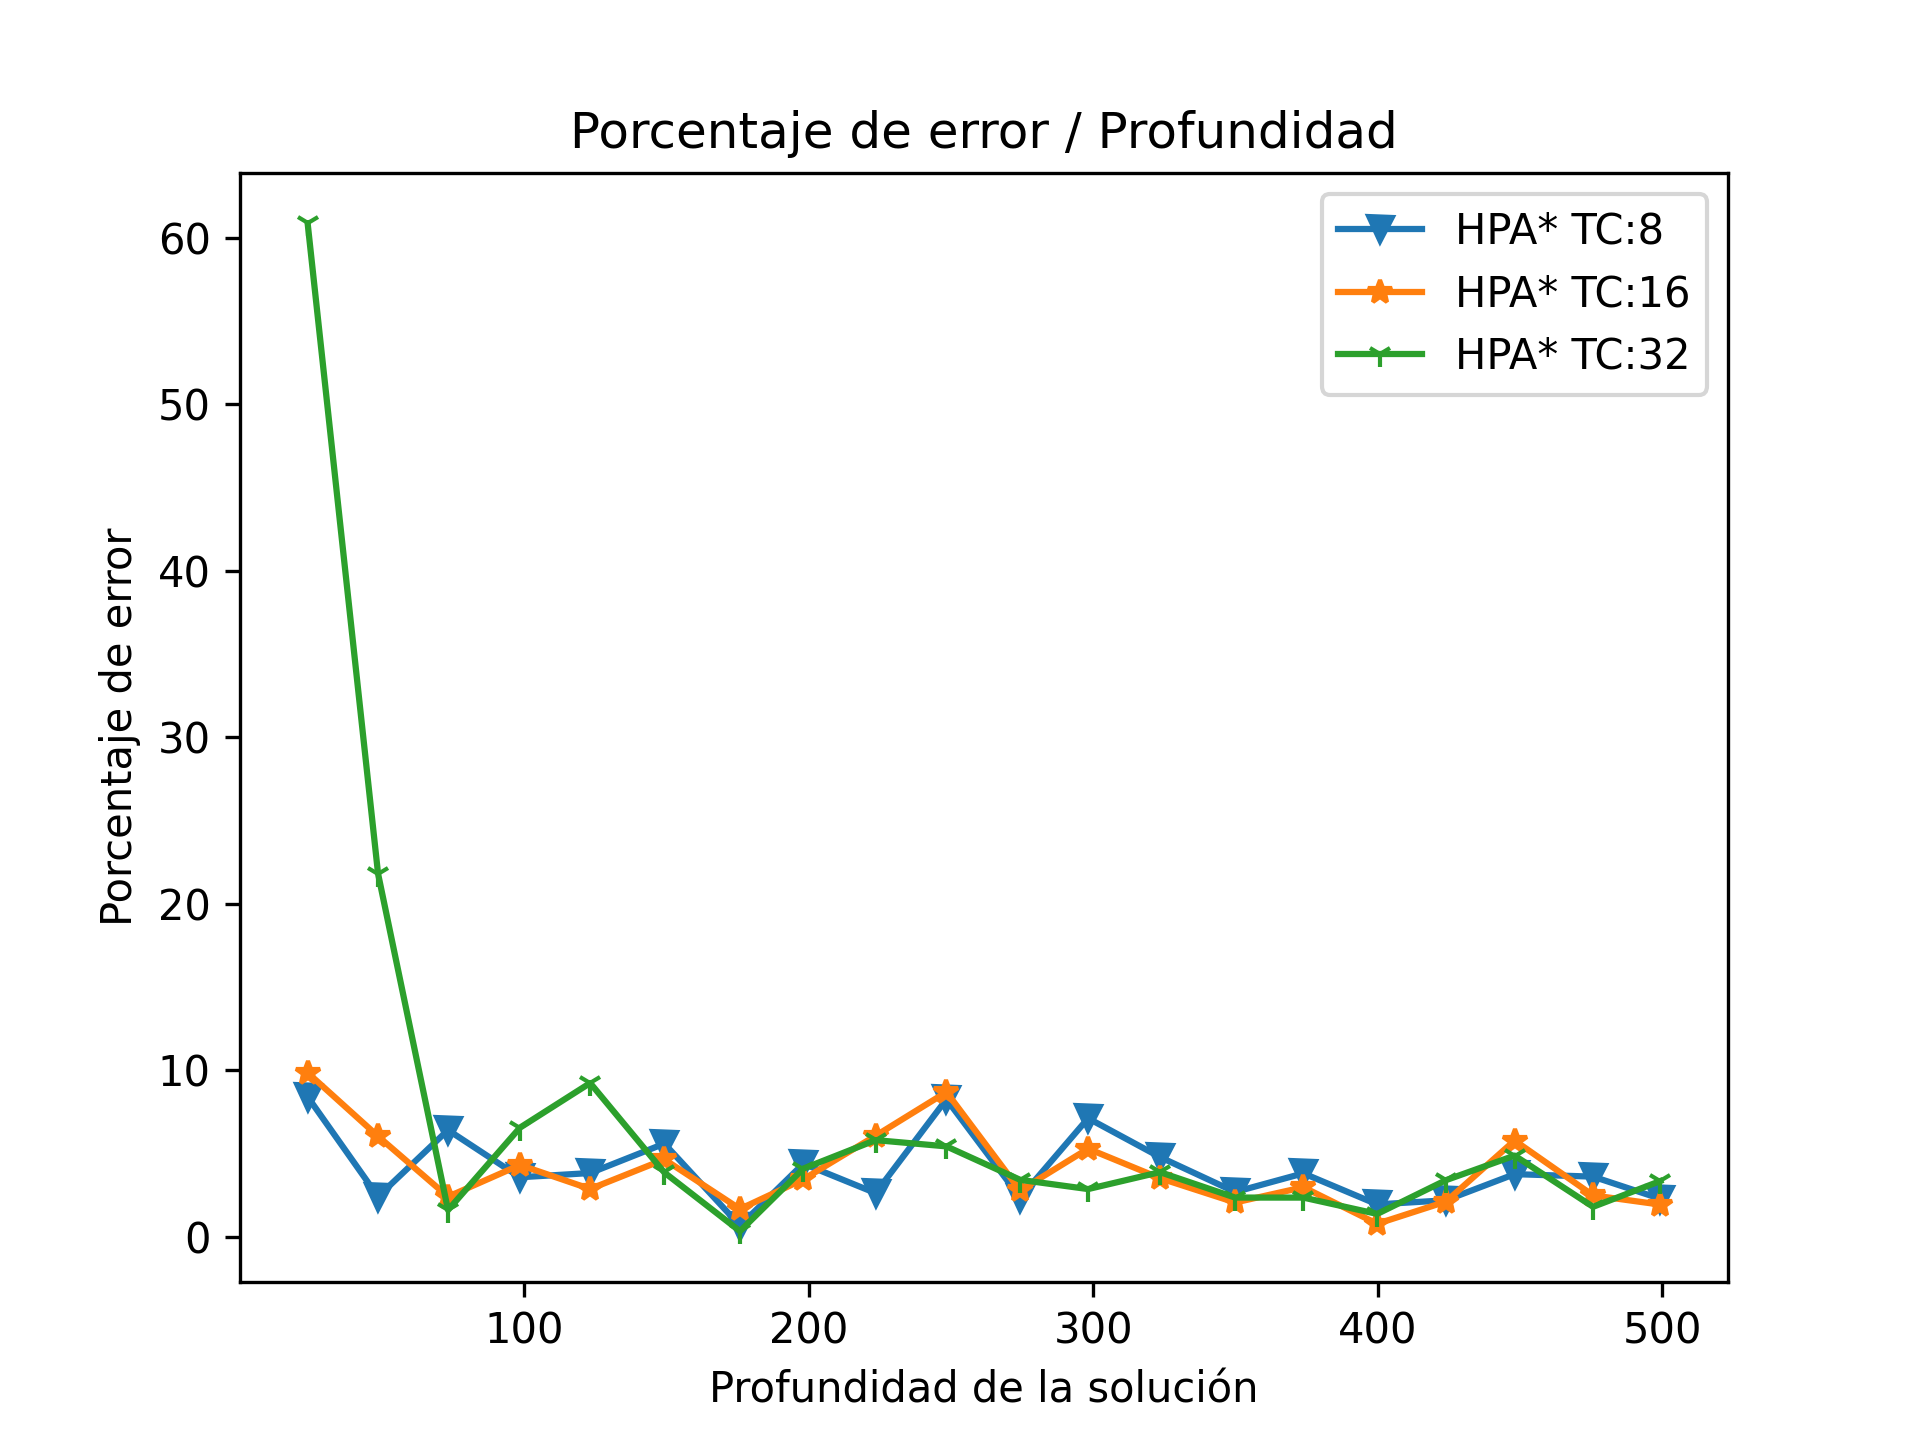 Porcentaje de error / Profundidad
HPA* TC:8
HPA* TC:16
HPA* TC:32
Porcentaje de error
60
50
40
30
20
10
0
100 200 300 400 500
Profundidad de la solución